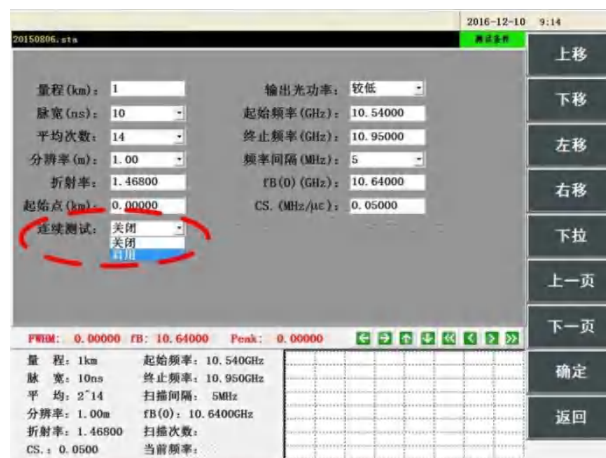 2016-12-10 9:14
20150806.sta
测试条件
量程(km): 1
输出光功率: 较低
脉宽(ns): 10
起始频率(GHz): 10.54000
平均次数: 14
终止频率(GHz): 10.95000
分辨率(m): 1.00
频率间隔(MHz): 5
折射率: 1.46800
fB(0)(GHz): 10.64000
起始点(km): 0.00000
CS.(MHz/με): 0.05000
连续测试: 关闭
关闭
启用
FWHM: 0.00000 fB: 10.64000 Peak: 0.00000
量 程: 1km 起始频率: 10.540GHz
脉 宽: 10ns 终止频率: 10.950GHz
平 均: 2^14 扫描间隔: 5MHz
分辨率: 1.00m fB(0): 10.6400GHz
折射率: 1.46800 扫描次数:
CS.: 0.0500 当前频率:
上移
下移
左移
右移
下拉
上一页
下一页
确定
返回